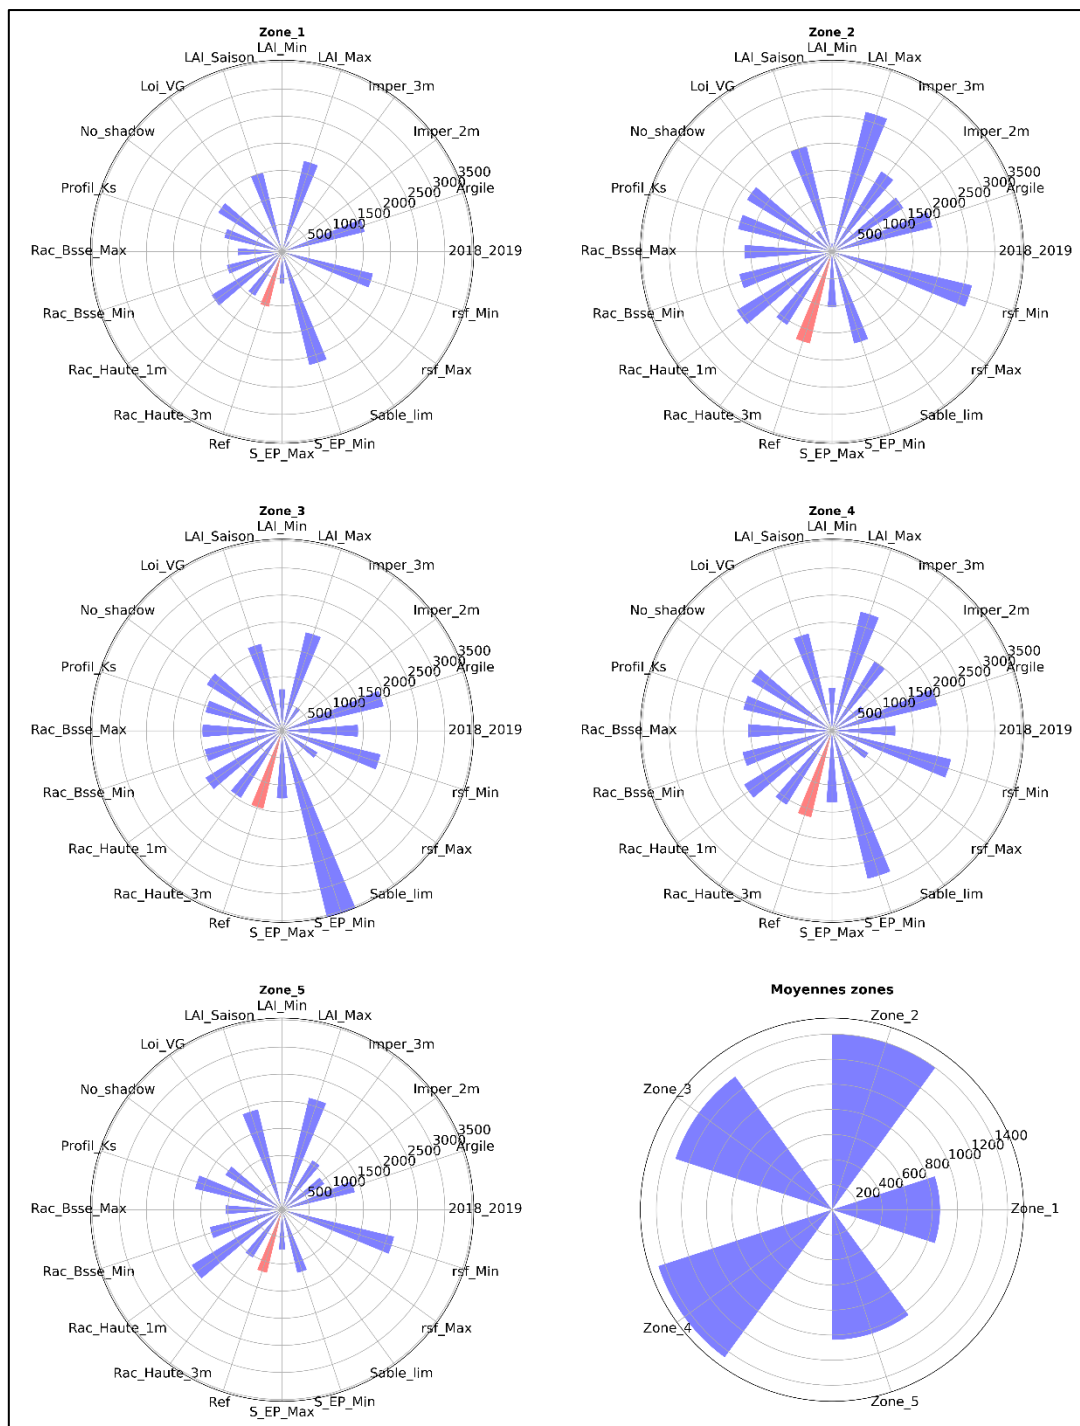 Zone_1
LAI_Min
LAI_Saison
LAI_Max
Loi_VG
Imper_3m
No_shadow
Imper_2m
Profil_Ks
Argile
Rac_Bsse_Max
2018_2019
Rac_Bsse_Min
rsf_Min
Rac_Haute_1m
rsf_Max
Rac_Haute_3m
Sable_lim
Ref
S_EP_Min
S_EP_Max
500
1000
1500
2000
2500
3000
3500
Zone_2
LAI_Min
LAI_Saison
LAI_Max
Loi_VG
Imper_3m
No_shadow
Imper_2m
Profil_Ks
Argile
Rac_Bsse_Max
2018_2019
Rac_Bsse_Min
rsf_Min
Rac_Haute_1m
rsf_Max
Rac_Haute_3m
Sable_lim
Ref
S_EP_Min
S_EP_Max
500
1000
1500
2000
2500
3000
3500
Zone_3
LAI_Min
LAI_Saison
LAI_Max
Loi_VG
Imper_3m
No_shadow
Imper_2m
Profil_Ks
Argile
Rac_Bsse_Max
2018_2019
Rac_Bsse_Min
rsf_Min
Rac_Haute_1m
rsf_Max
Rac_Haute_3m
Sable_lim
Ref
S_EP_Min
S_EP_Max
500
1000
1500
2000
2500
3000
3500
Zone_4
LAI_Min
LAI_Saison
LAI_Max
Loi_VG
Imper_3m
No_shadow
Imper_2m
Profil_Ks
Argile
Rac_Bsse_Max
2018_2019
Rac_Bsse_Min
rsf_Min
Rac_Haute_1m
rsf_Max
Rac_Haute_3m
Sable_lim
Ref
S_EP_Min
S_EP_Max
500
1000
1500
2000
2500
3000
3500
Zone_5
LAI_Min
LAI_Saison
LAI_Max
Loi_VG
Imper_3m
No_shadow
Imper_2m
Profil_Ks
Argile
Rac_Bsse_Max
2018_2019
Rac_Bsse_Min
rsf_Min
Rac_Haute_1m
rsf_Max
Rac_Haute_3m
Sable_lim
Ref
S_EP_Min
S_EP_Max
500
1000
1500
2000
2500
3000
3500
Moyennes zones
Zone_2
Zone_3
Zone_1
Zone_4
Zone_5
200
400
600
800
1000
1200
1400